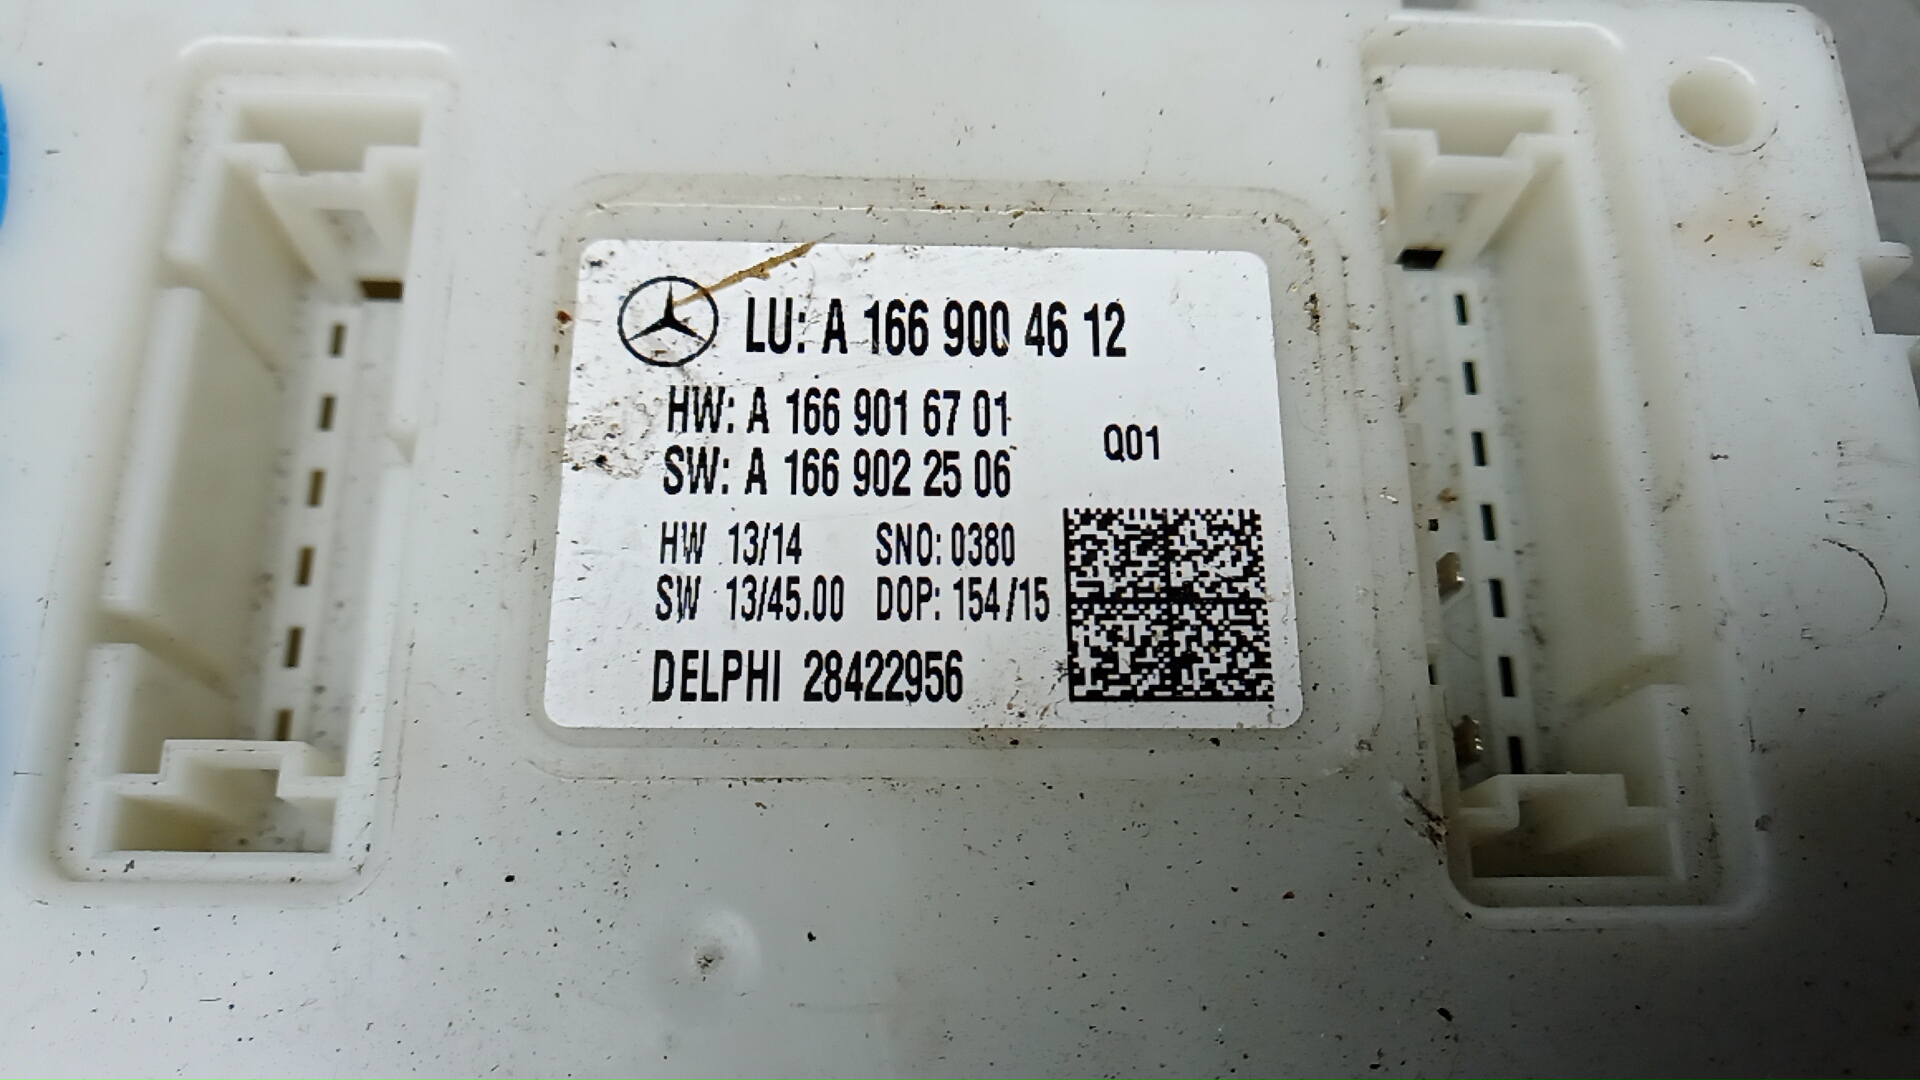 LU: A 166 900 46 12
HW: A 166 901 67 01
SW: A 166 902 25 06
Q01
HW 13/14 SNO: 0380
SW 13/45.00 DOP: 154/15
DELPHI 28422956